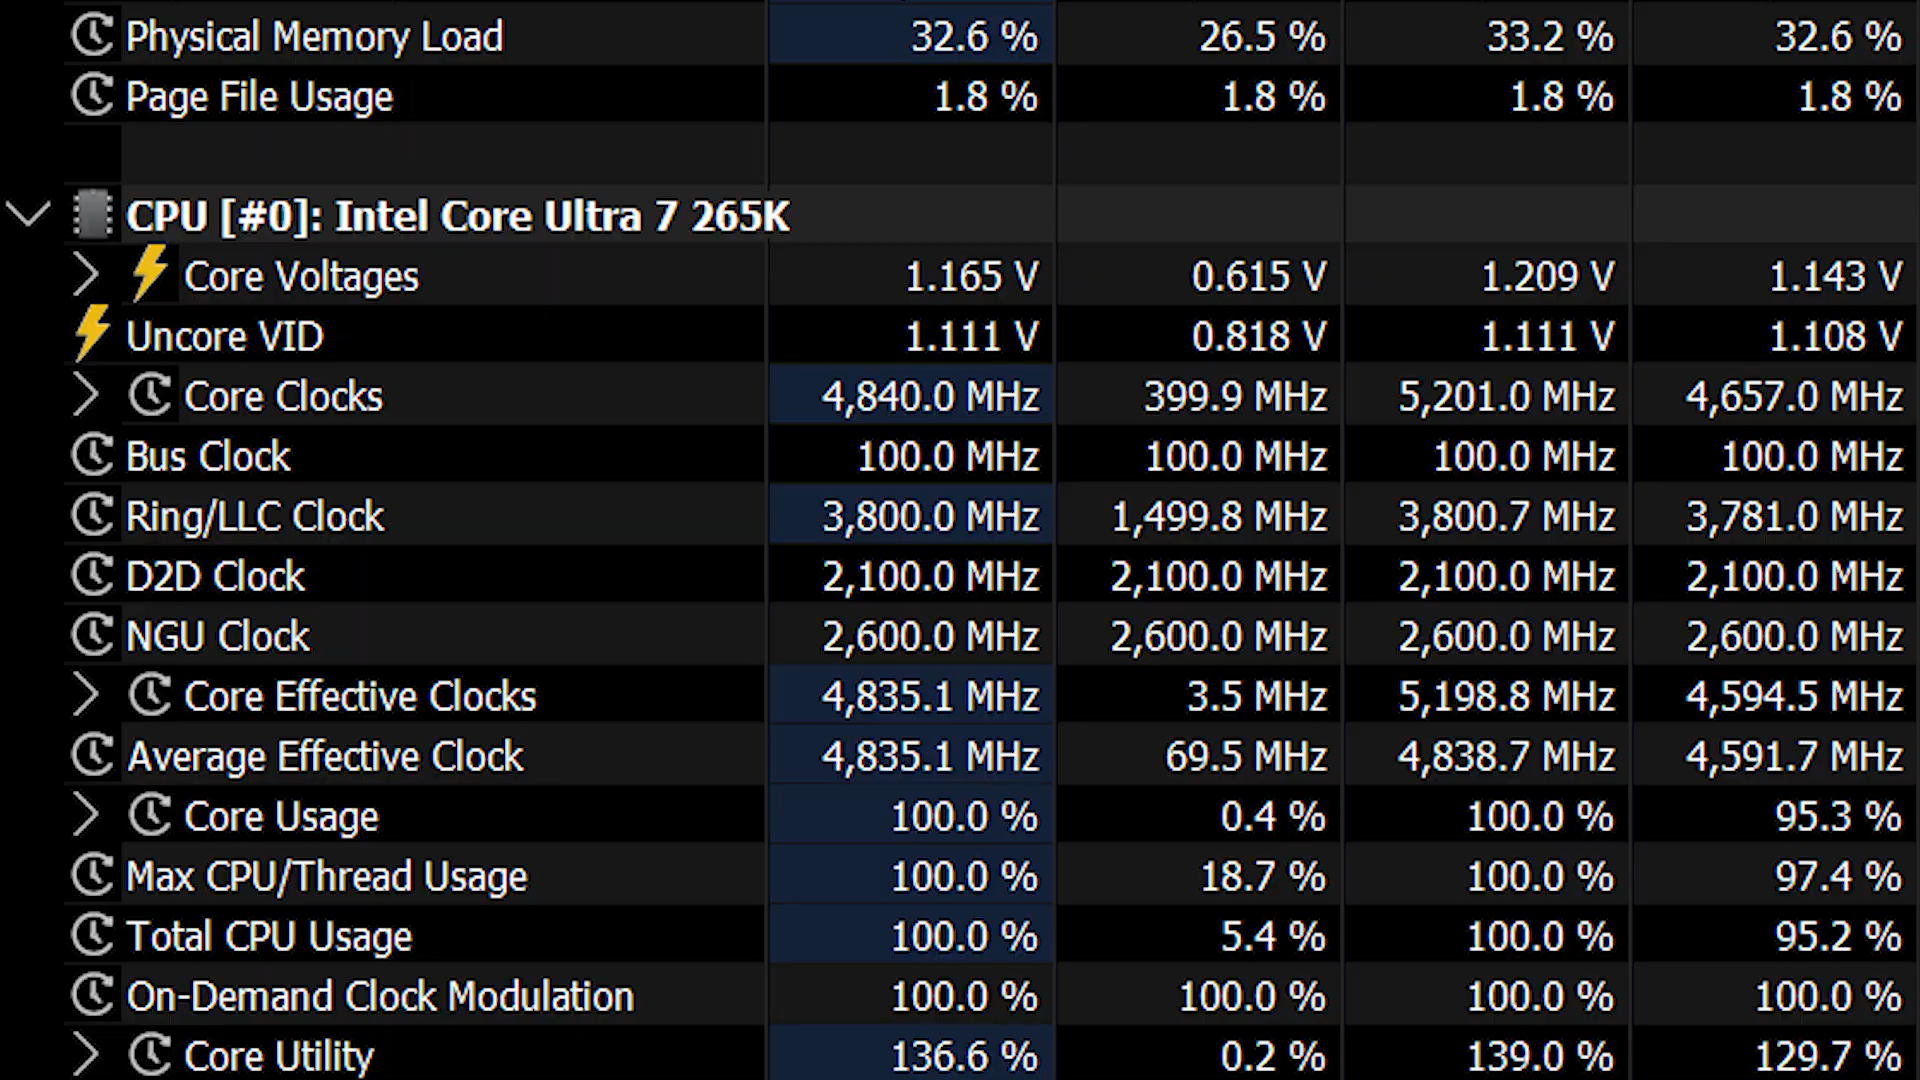 Physical Memory Load 32.6 % 26.5 % 33.2 % 32.6 %
Page File Usage 1.8 % 1.8 % 1.8 % 1.8 %
CPU [#0]: Intel Core Ultra 7 265K
Core Voltages 1.165 V 0.615 V 1.209 V 1.143 V
Uncore VID 1.111 V 0.818 V 1.111 V 1.108 V
Core Clocks 4,840.0 MHz 399.9 MHz 5,201.0 MHz 4,657.0 MHz
Bus Clock 100.0 MHz 100.0 MHz 100.0 MHz 100.0 MHz
Ring/LLC Clock 3,800.0 MHz 1,499.8 MHz 3,800.7 MHz 3,781.0 MHz
D2D Clock 2,100.0 MHz 2,100.0 MHz 2,100.0 MHz 2,100.0 MHz
NGU Clock 2,600.0 MHz 2,600.0 MHz 2,600.0 MHz 2,600.0 MHz
Core Effective Clocks 4,835.1 MHz 3.5 MHz 5,198.8 MHz 4,594.5 MHz
Average Effective Clock 4,835.1 MHz 69.5 MHz 4,838.7 MHz 4,591.7 MHz
Core Usage 100.0 % 0.4 % 100.0 % 95.3 %
Max CPU/Thread Usage 100.0 % 18.7 % 100.0 % 97.4 %
Total CPU Usage 100.0 % 5.4 % 100.0 % 95.2 %
On-Demand Clock Modulation 100.0 % 100.0 % 100.0 % 100.0 %
Core Utility 136.6 % 0.2 % 139.0 % 129.7 %